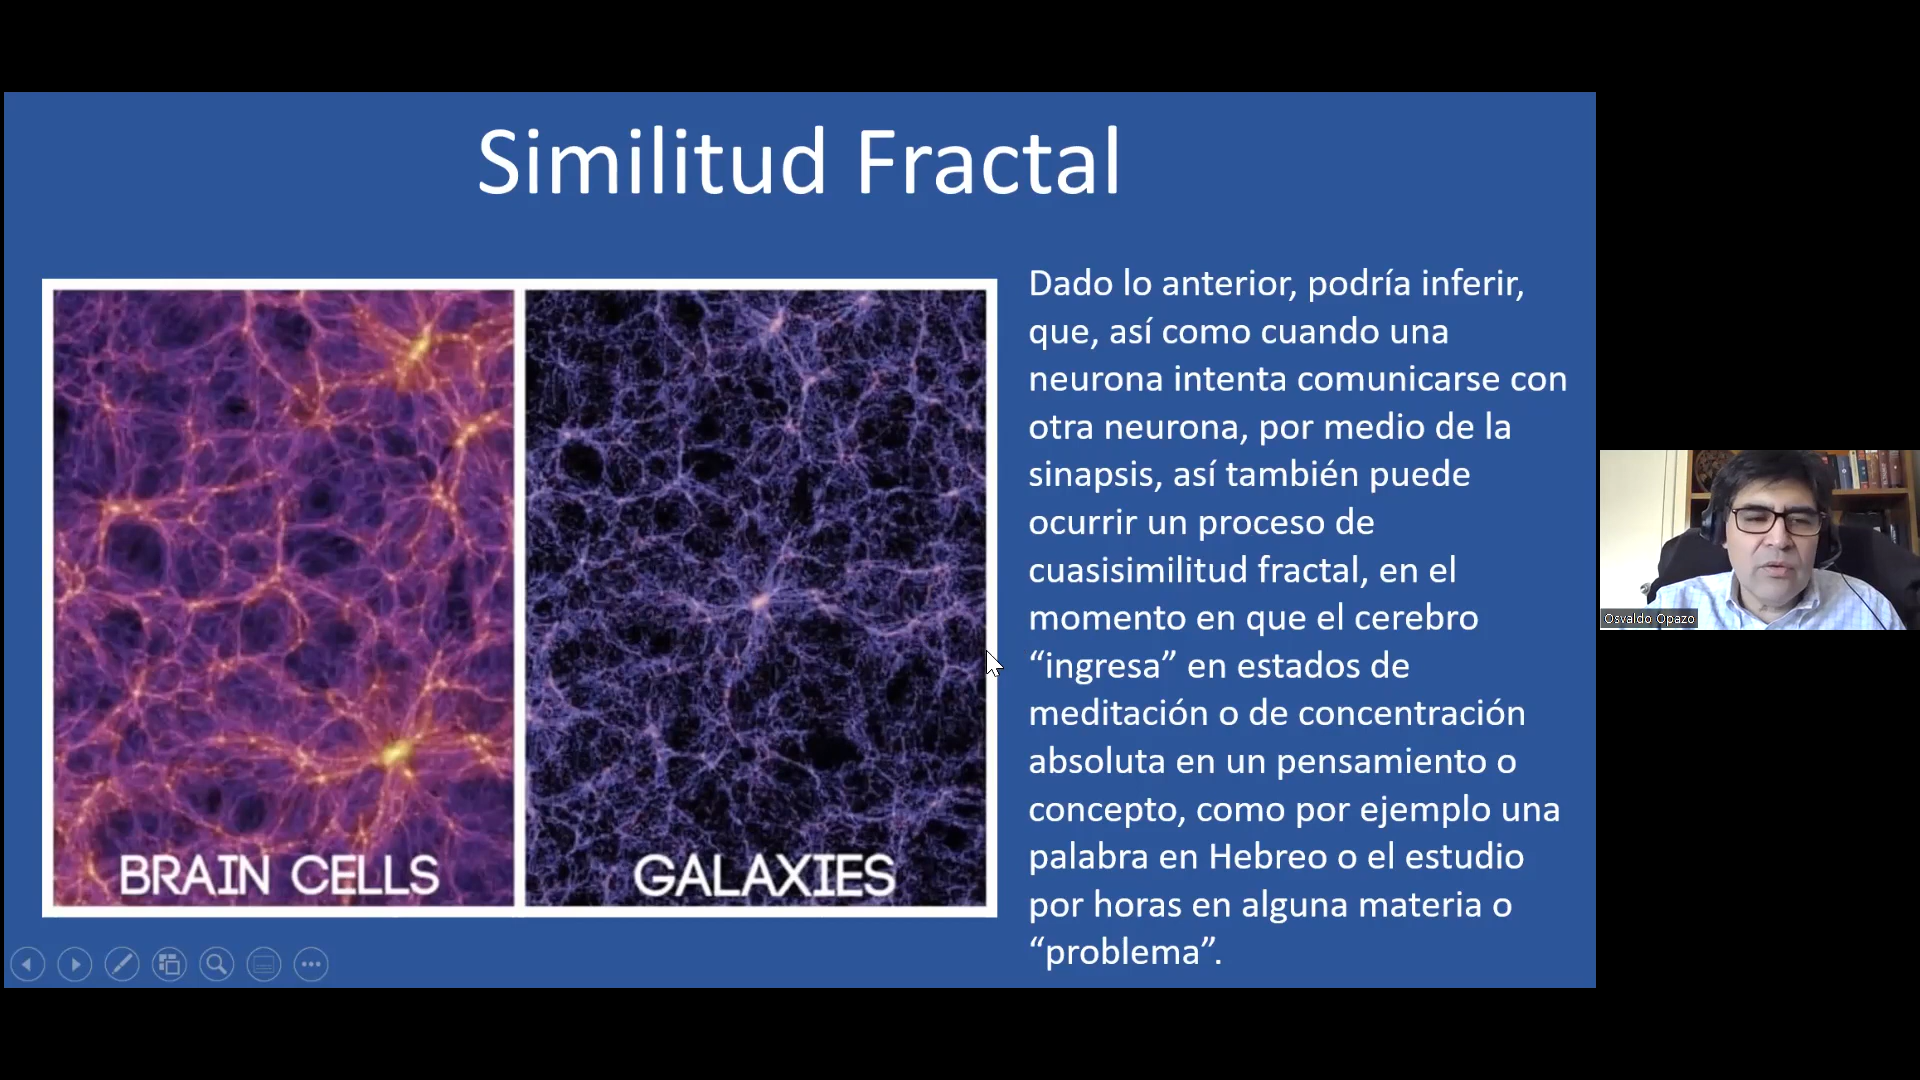 Similitud Fractal
Dado lo anterior, podría inferir,
que, así como cuando una
neurona intenta comunicarse con
otra neurona, por medio de la
sinapsis, así también puede
ocurrir un proceso de
cuasisimilitud fractal, en el
momento en que el cerebro
“ingresa” en estados de
meditación o de concentración
absoluta en un pensamiento o
concepto, como por ejemplo una
palabra en Hebreo o el estudio
por horas en alguna materia o
“problema”.
BRAIN CELLS
GALAXIES
Osvaldo Opazo